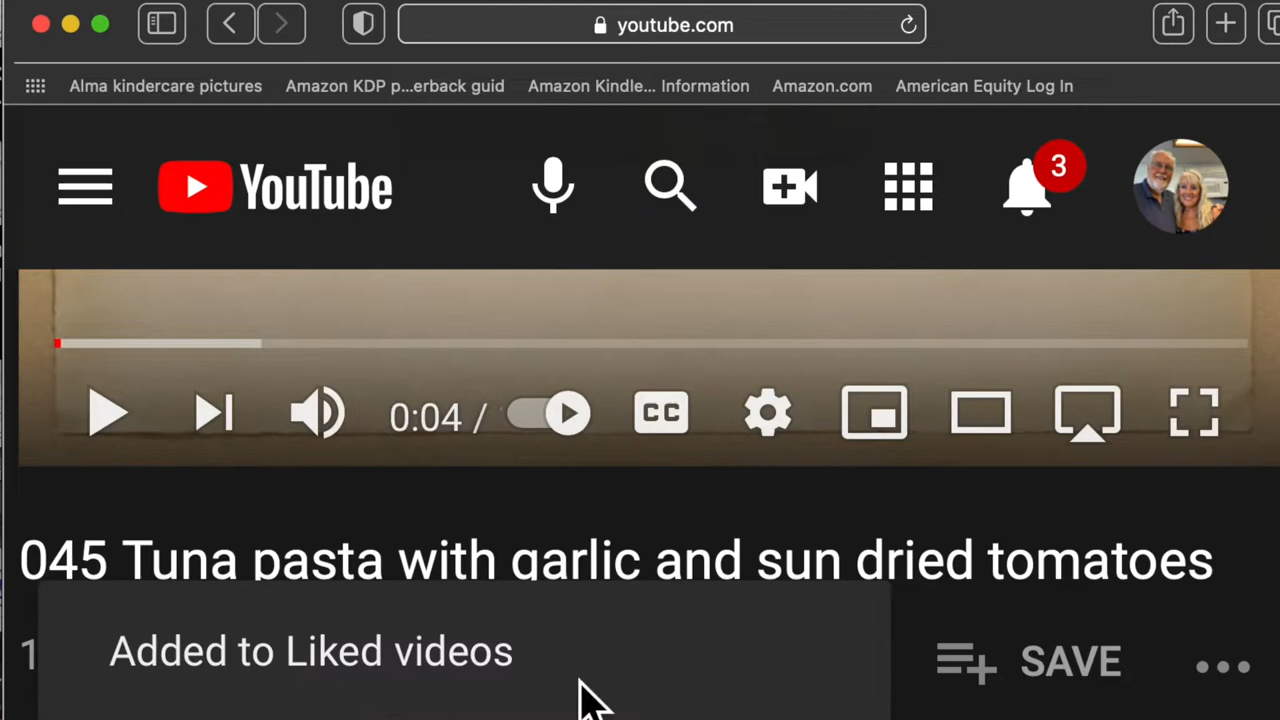 youtube.com
Alma kindercare pictures Amazon KDP p...erback guid Amazon Kindle... Information Amazon.com American Equity Log In
YouTube 3
0:04 / CC
045 Tuna pasta with garlic and sun dried tomatoes
1 Added to Liked videos SAVE